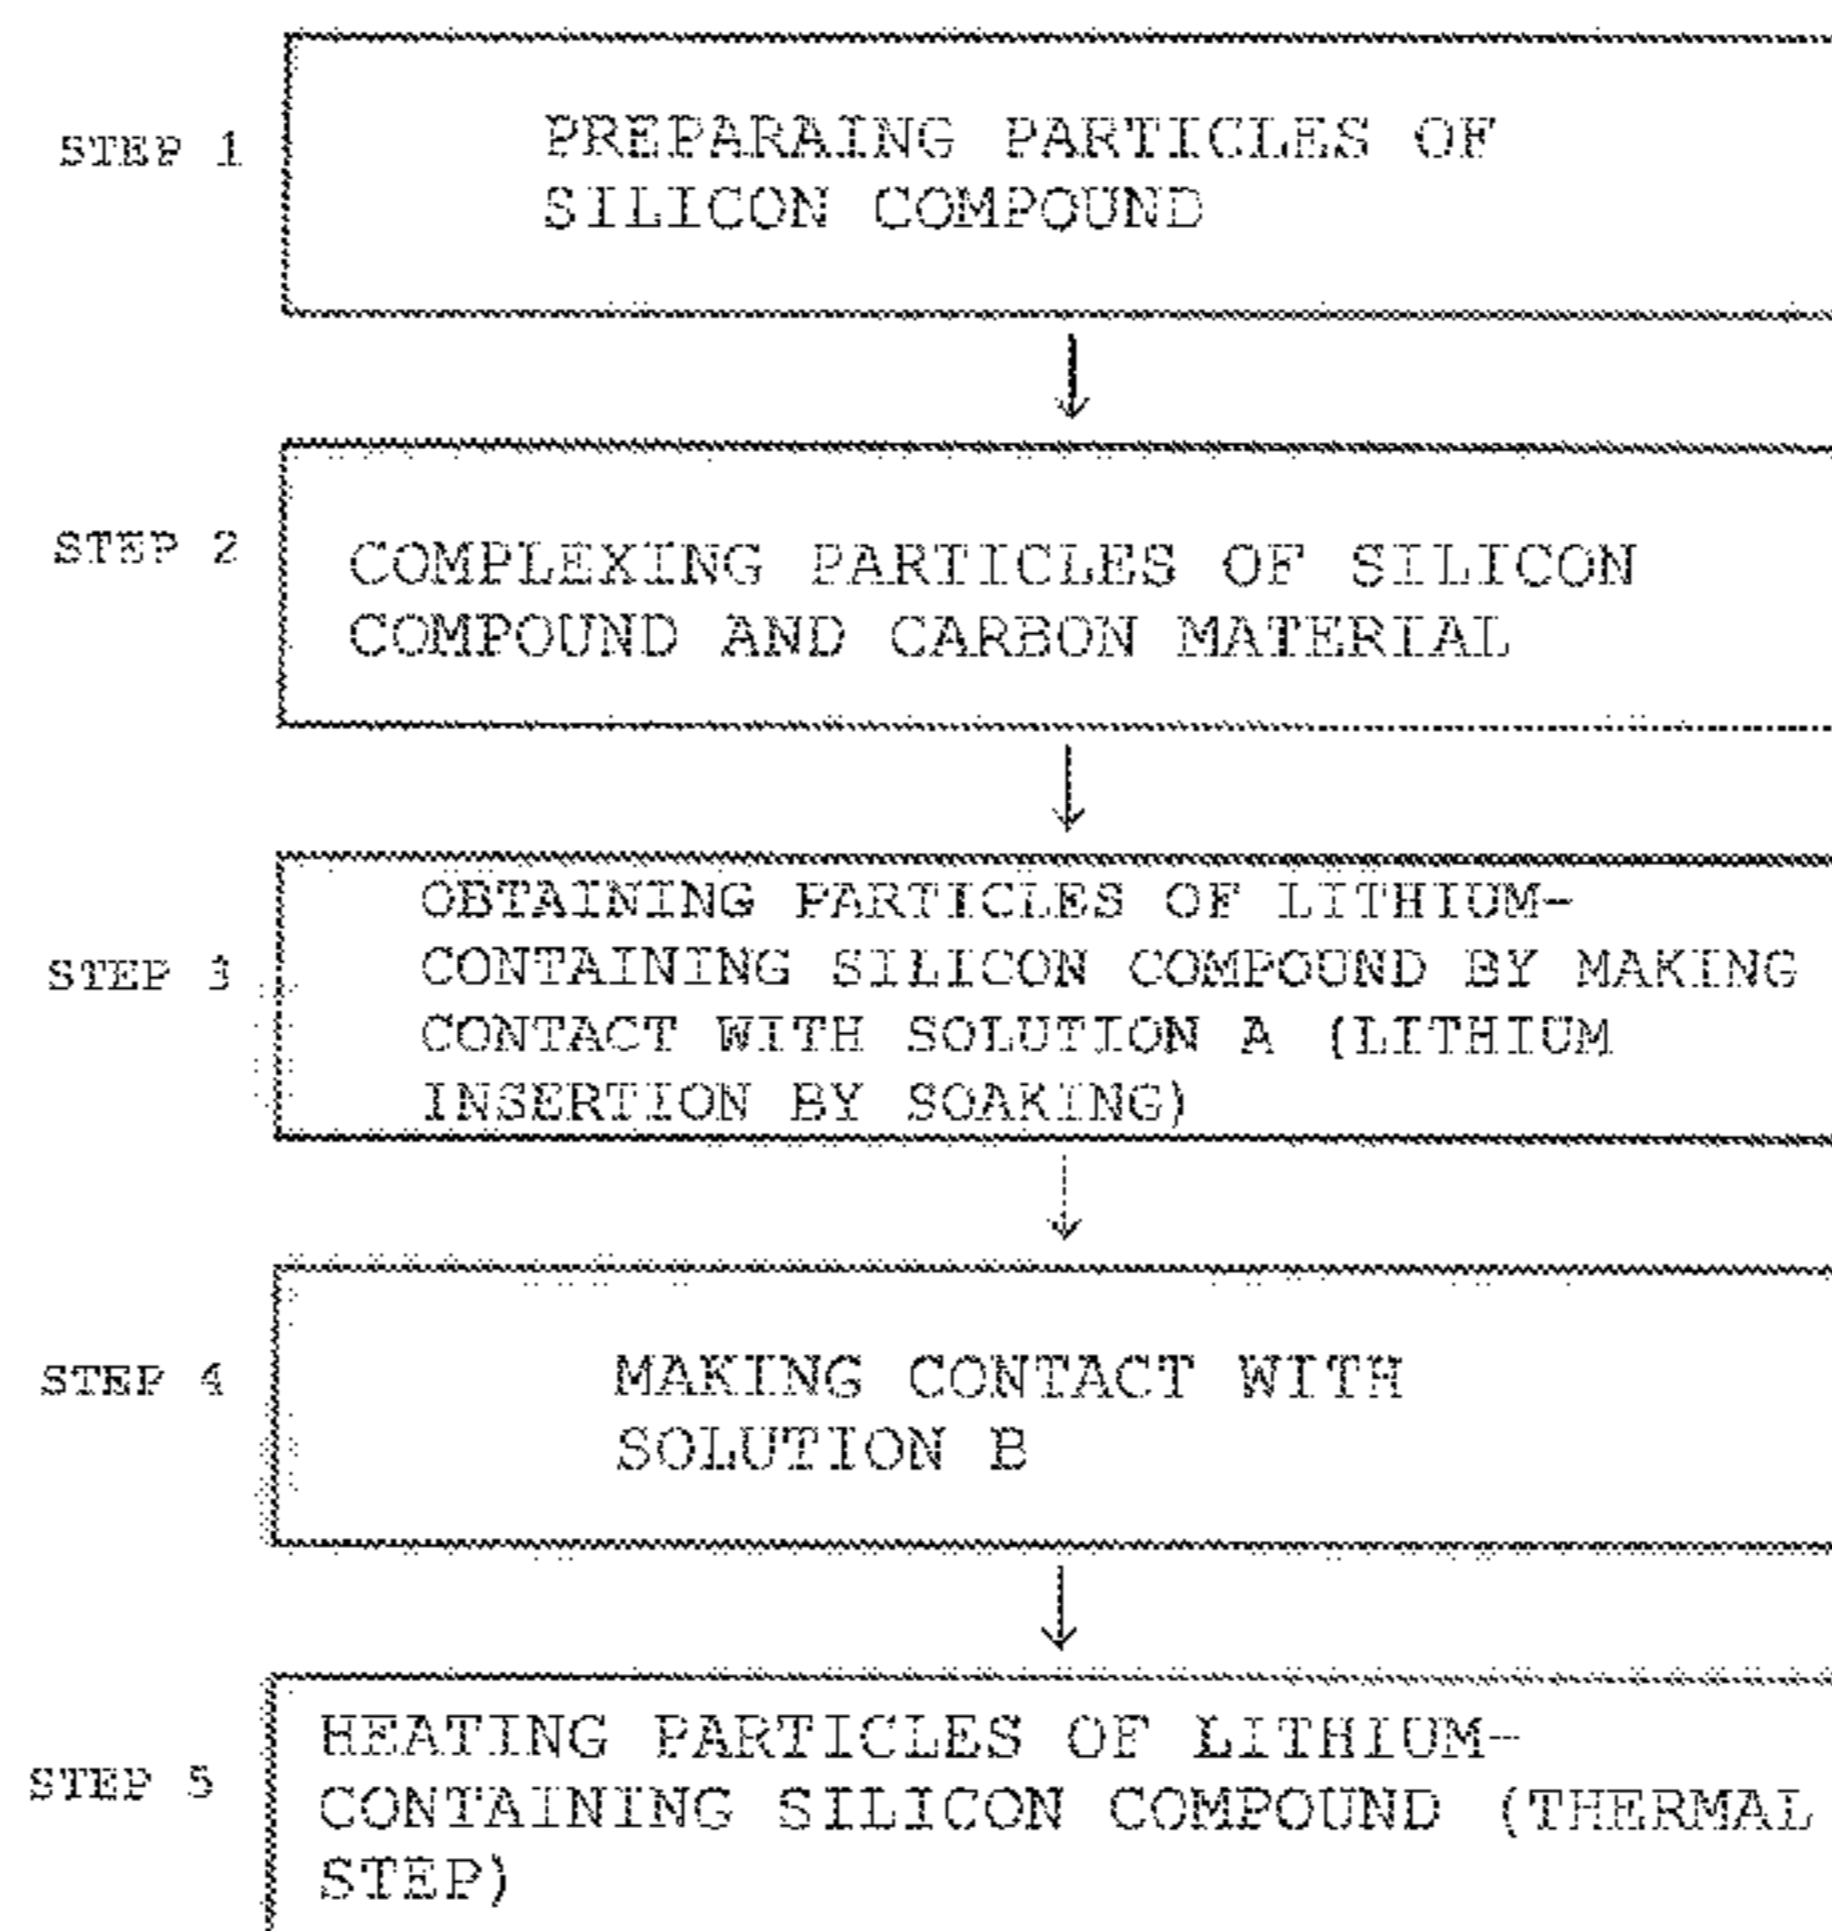 STEP 1
PREPARAING PARTICLES OF
SILICON COMPOUND
STEP 2
COMPLEXING PARTICLES OF SILICON
COMPOUND AND CARBON MATERIAL
STEP 3
OBTAINING PARTICLES OF LITHIUM-
CONTAINING SILICON COMPOUND BY MAKING
CONTACT WITH SOLUTION A (LITHIUM
INSERTION BY SOAKING)
STEP 4
MAKING CONTACT WITH
SOLUTION B
STEP 5
HEATING PARTICLES OF LITHIUM-
CONTAINING SILICON COMPOUND (THERMAL
STEP)